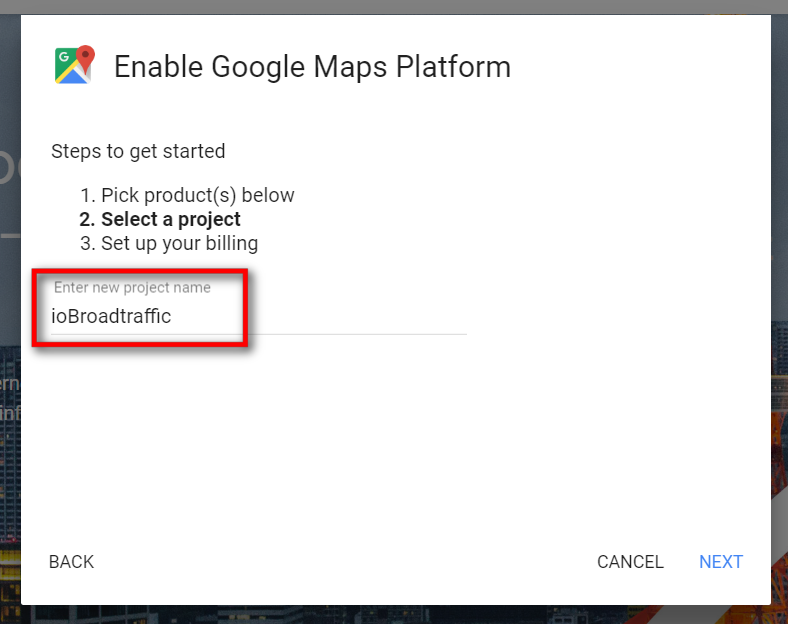 G
Enable Google Maps Platform
Steps to get started
1. Pick product(s) below
2. Select a project
3. Set up your billing
Enter new project name
ioBroadtraffic
BACK
CANCEL
NEXT